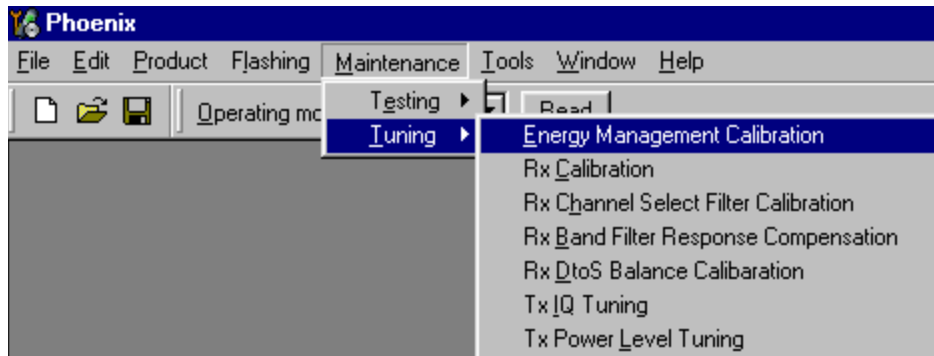 Phoenix
File Edit Product Flashing Maintenance Tools Window Help
Operating mo Testing Read
Tuning Energy Management Calibration
Rx Calibration
Rx Channel Select Filter Calibration
Rx Band Filter Response Compensation
Rx DtoS Balance Calibaration
Tx IQ Tuning
Tx Power Level Tuning